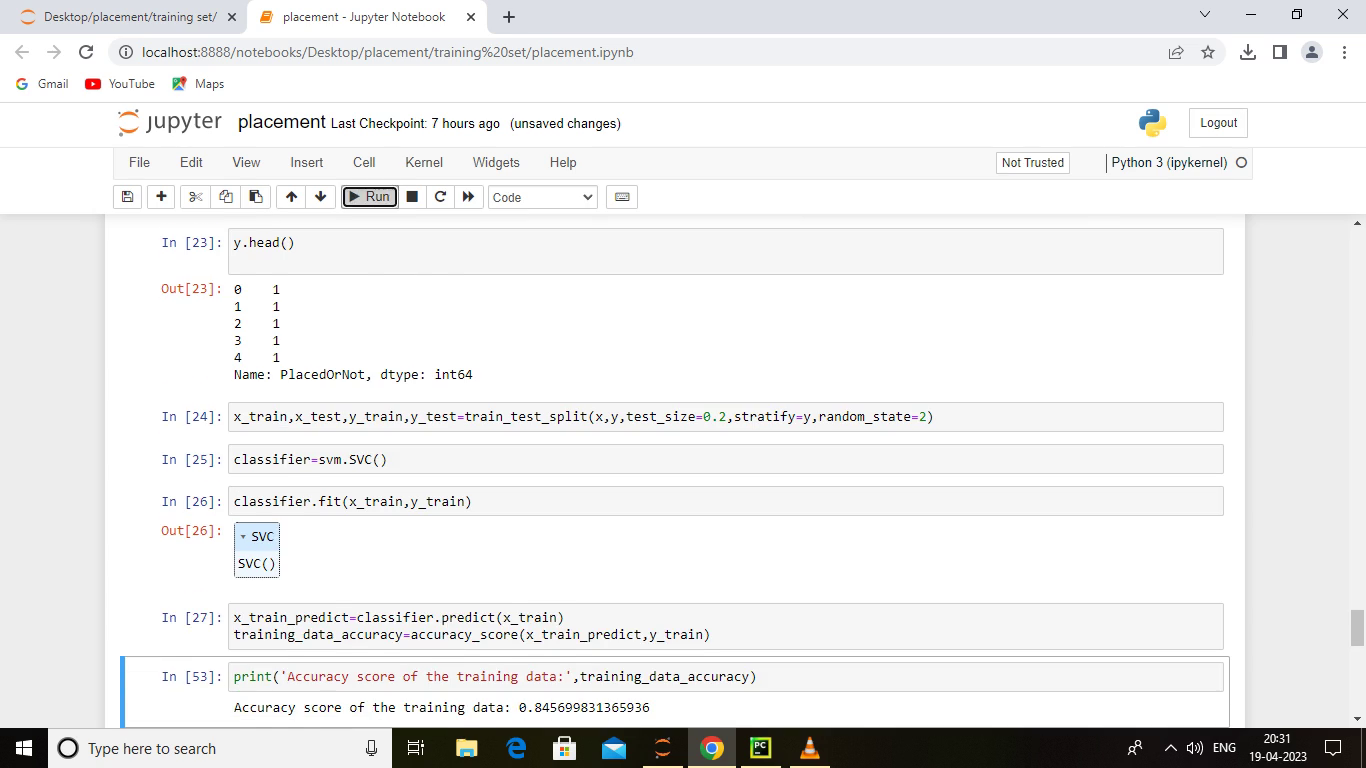 Desktop/placement/training set/
placement - Jupyter Notebook
localhost:8888/notebooks/Desktop/placement/training%20set/placement.ipynb
Gmail YouTube Maps
jupyter placement Last Checkpoint: 7 hours ago (unsaved changes) Logout
File Edit View Insert Cell Kernel Widgets Help Not Trusted Python 3 (ipykernel)
Run Code
In [23]: y.head()
Out[23]: 0 1
1 1
2 1
3 1
4 1
Name: PlacedOrNot, dtype: int64
In [24]: x_train,x_test,y_train,y_test=train_test_split(x,y,test_size=0.2,stratify=y,random_state=2)
In [25]: classifier=svm.SVC()
In [26]: classifier.fit(x_train,y_train)
Out[26]: SVC
SVC()
In [27]: x_train_predict=classifier.predict(x_train)
training_data_accuracy=accuracy_score(x_train_predict,y_train)
In [53]: print('Accuracy score of the training data:',training_data_accuracy)
Accuracy score of the training data: 0.845699831365936
Type here to search
PC
ENG
20:31
19-04-2023